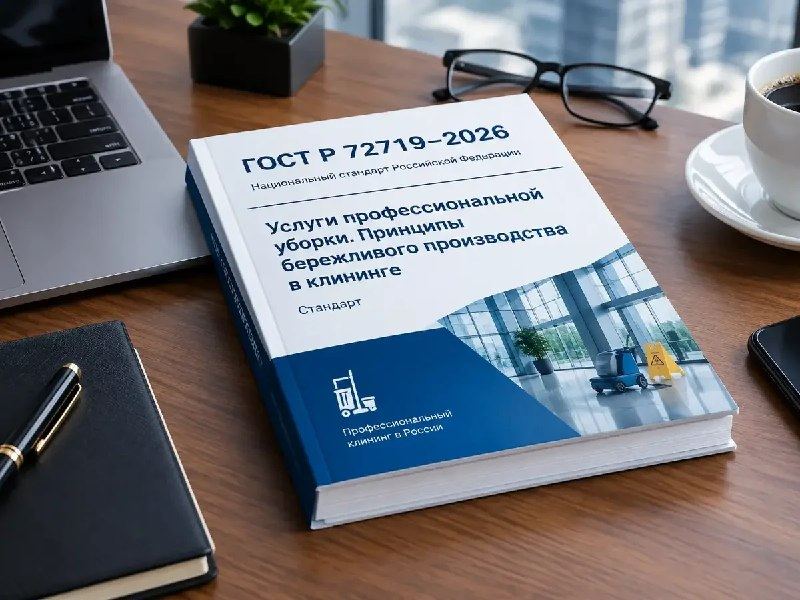 ГОСТ Р 72719–2026
Национальный стандарт Российской Федерации
Услуги профессиональной
уборки. Принципы
бережливого производства
в клининге
Стандарт
Профессиональный
клининг в России